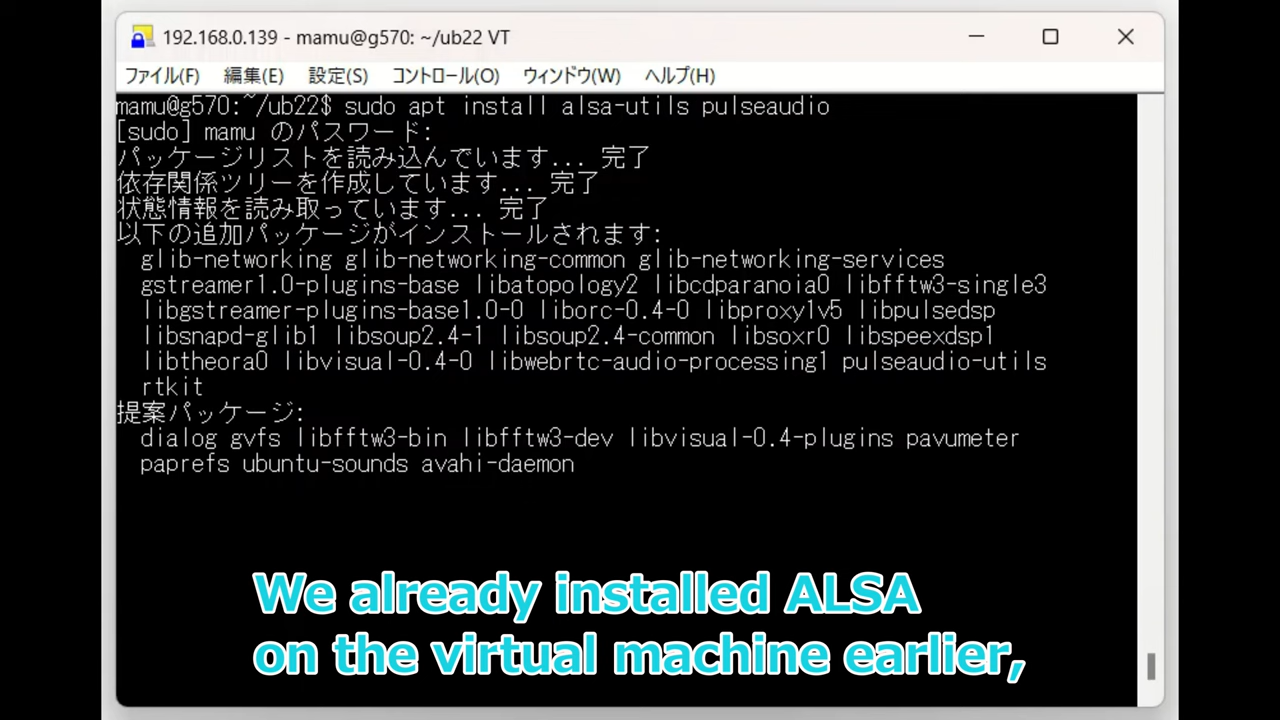 192.168.0.139 - mamu@g570: ~/ub22 VT
ファイル(F) 編集(E) 設定(S) コントロール(O) ウィンドウ(W) ヘルプ(H)
mamu@g570:~/ub22$ sudo apt install alsa-utils pulseaudio
[sudo] mamu のパスワード:
パッケージリストを読み込んでいます... 完了
依存関係ツリーを作成しています... 完了
状態情報を読み取っています... 完了
以下の追加パッケージがインストールされます:
glib-networking glib-networking-common glib-networking-services
gstreamer1.0-plugins-base libatopology2 libcdparanoia0 libfftw3-single3
libgstreamer-plugins-base1.0-0 liborc-0.4-0 libproxy1v5 libpulsedsp
libsnapd-glib1 libsoup2.4-1 libsoup2.4-common libsoxr0 libspeexdsp1
libtheora0 libvisual-0.4-0 libwebrtc-audio-processing1 pulseaudio-utils
rtkit
提案パッケージ:
dialog gvfs libfftw3-bin libfftw3-dev libvisual-0.4-plugins pavumeter
paprefs ubuntu-sounds avahi-daemon
We already installed ALSA
on the virtual machine earlier,